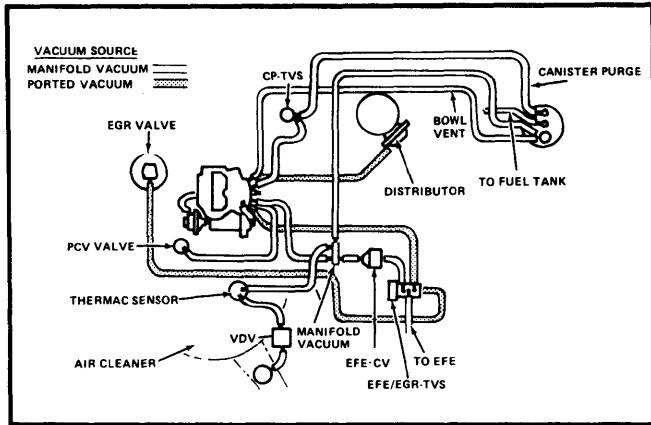 VACUUM SOURCE
MANIFOLD VACUUM
PORTED VACUUM
EGR VALVE
CP-TVS
CANISTER PURGE
BOWL
VENT
TO FUEL TANK
DISTRIBUTOR
PCV VALVE
THERMAC SENSOR
VDV
AIR CLEANER
MANIFOLD
VACUUM
EFE-CV
TO EFE
EFE/EGR-TVS